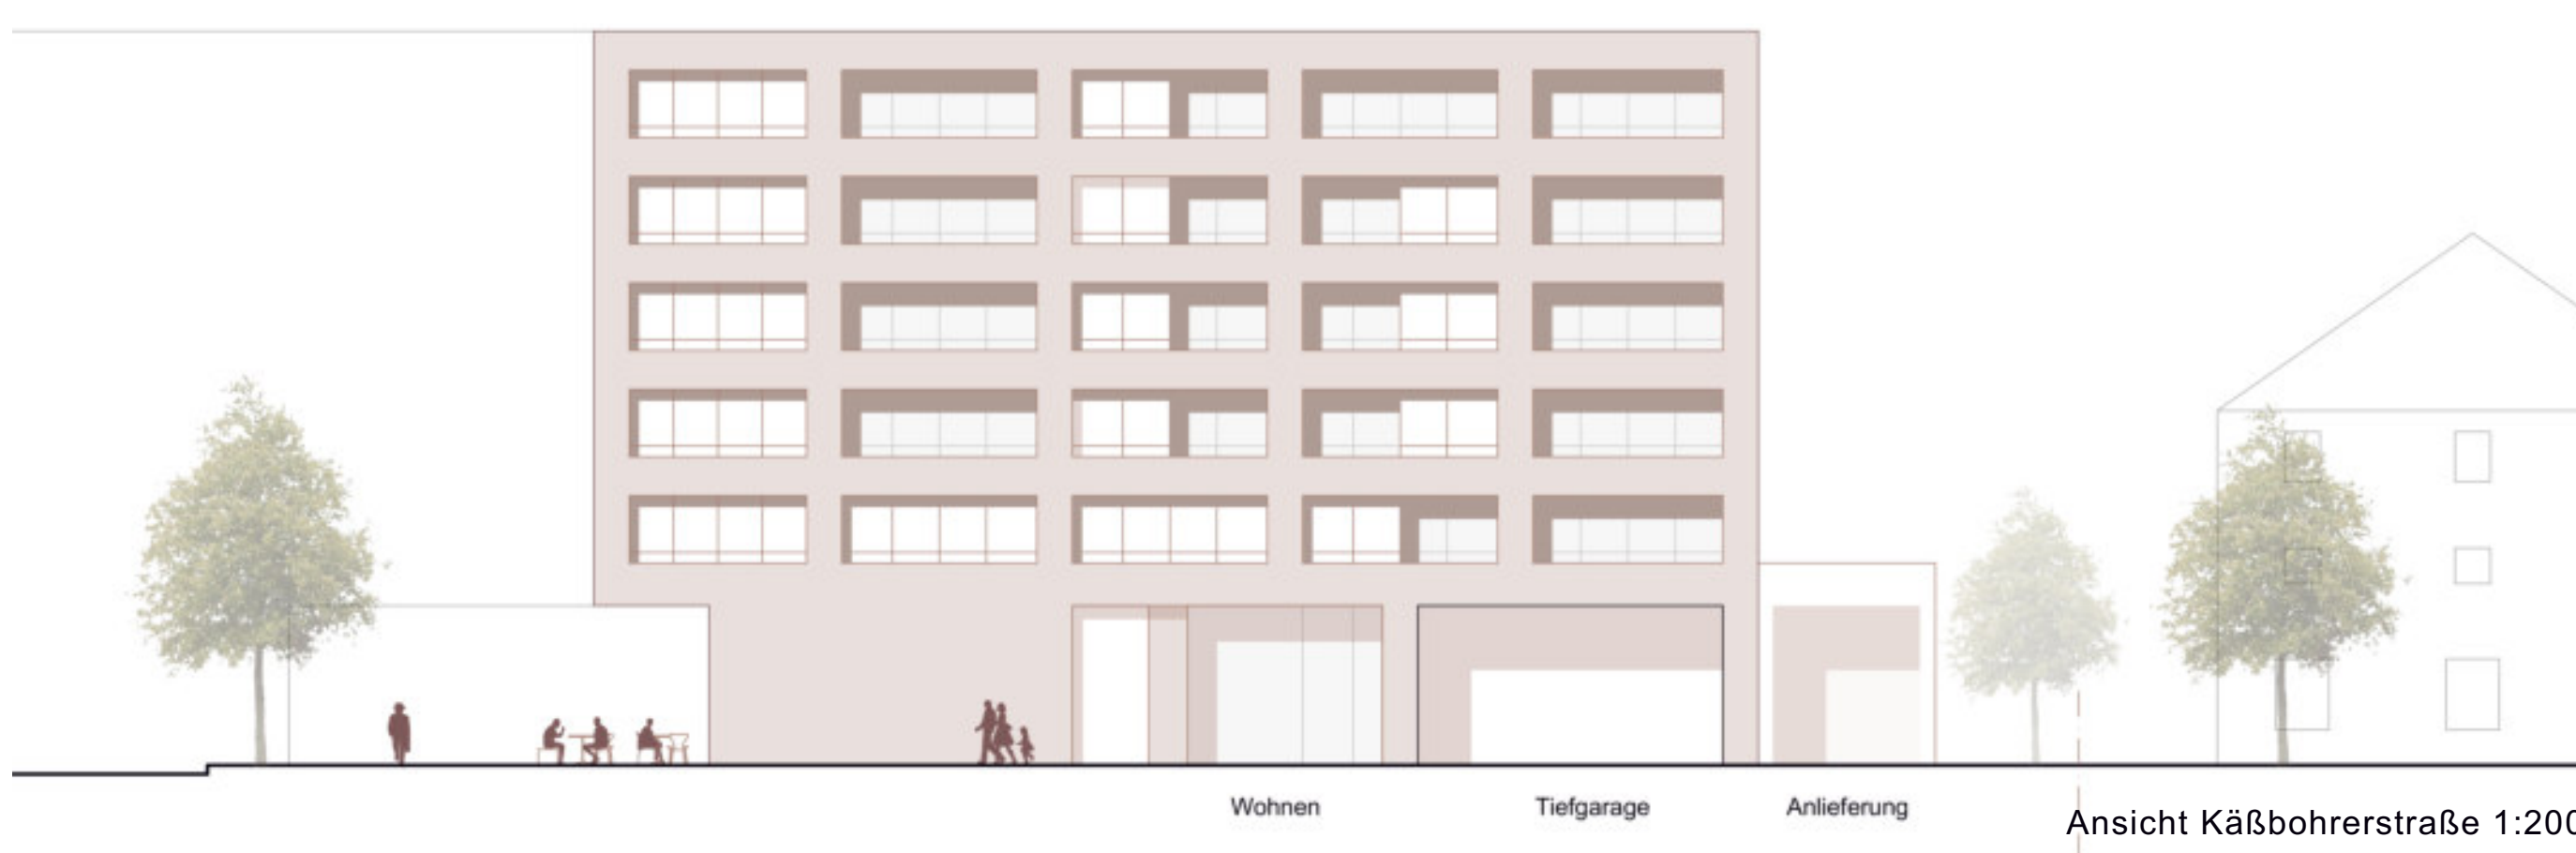 Wohnen
Tiefgarage
Anlieferung
Ansicht Käßbohrerstraße 1:200